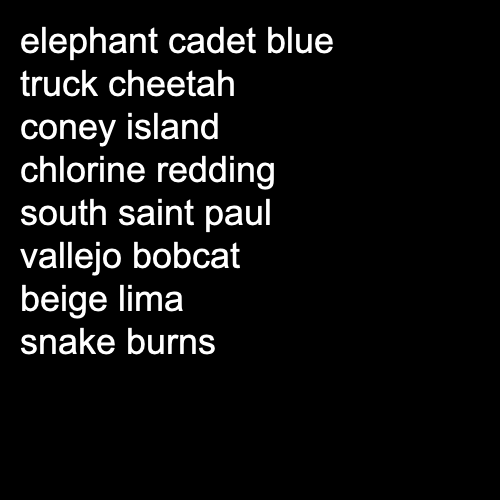 elephant cadet blue
truck cheetah
coney island
chlorine redding
south saint paul
vallejo bobcat
beige lima
snake burns